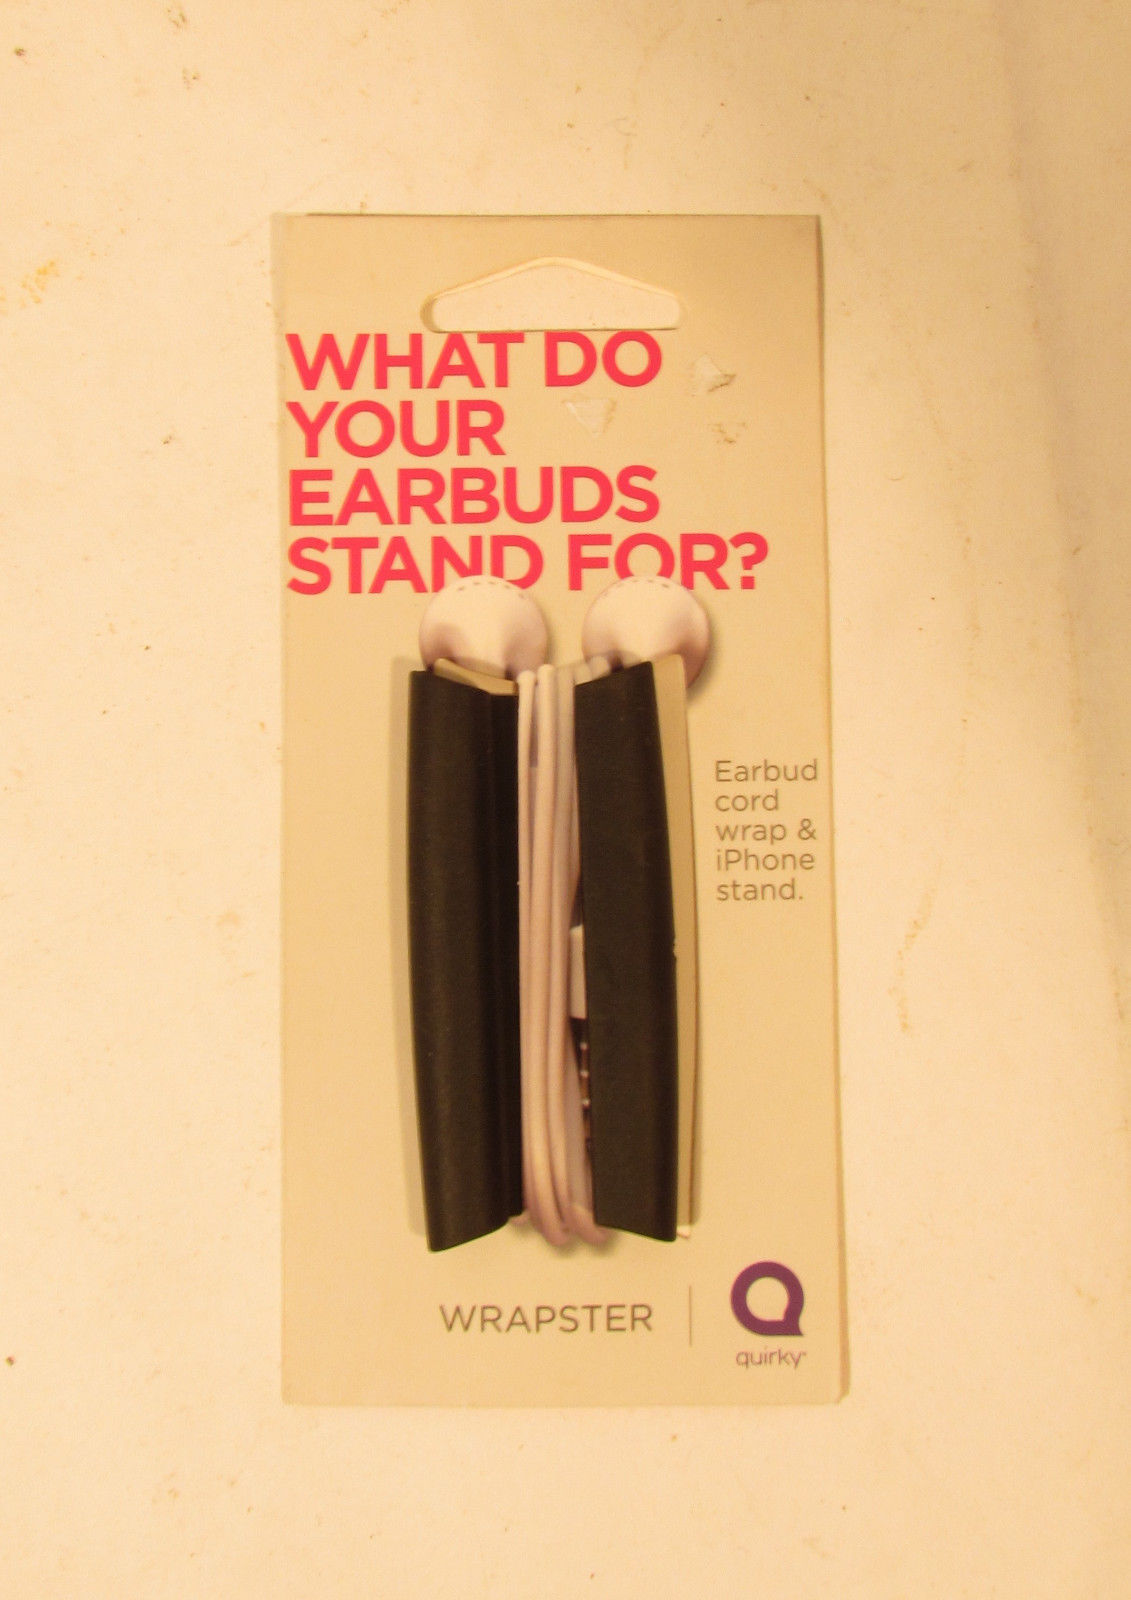 WHAT DO
YOUR
EARBUDS
STAND FOR?
Earbud
cord
wrap &
iPhone
stand.
WRAPSTER
quirky